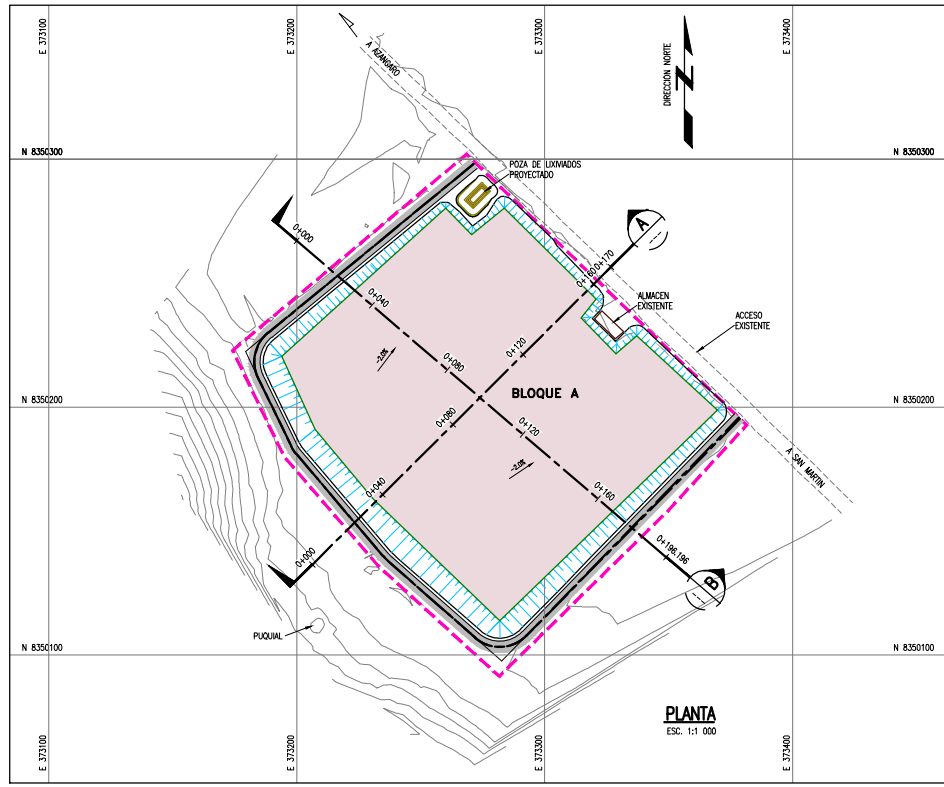 E 373100
E 373200
E 373300
E 373400
A AZANGARO
DIRECCION NORTE
N
N 8350300
N 8350300
POZA DE LIXIVIADOS
PROYECTADO
0+000
A
0+170
0+160
0+040
ALMACEN
EXISTENTE
ACCESO
EXISTENTE
0+120
-2.0%
0+080
BLOQUE A
N 8350200
N 8350200
0+080
0+120
A SAN MARTIN
-2.0%
0+040
0+160
0+000
0+196.196
B
PUQUIAL
N 8350100
N 8350100
PLANTA
ESC. 1:1 000
E 373100
E 373200
E 373300
E 373400